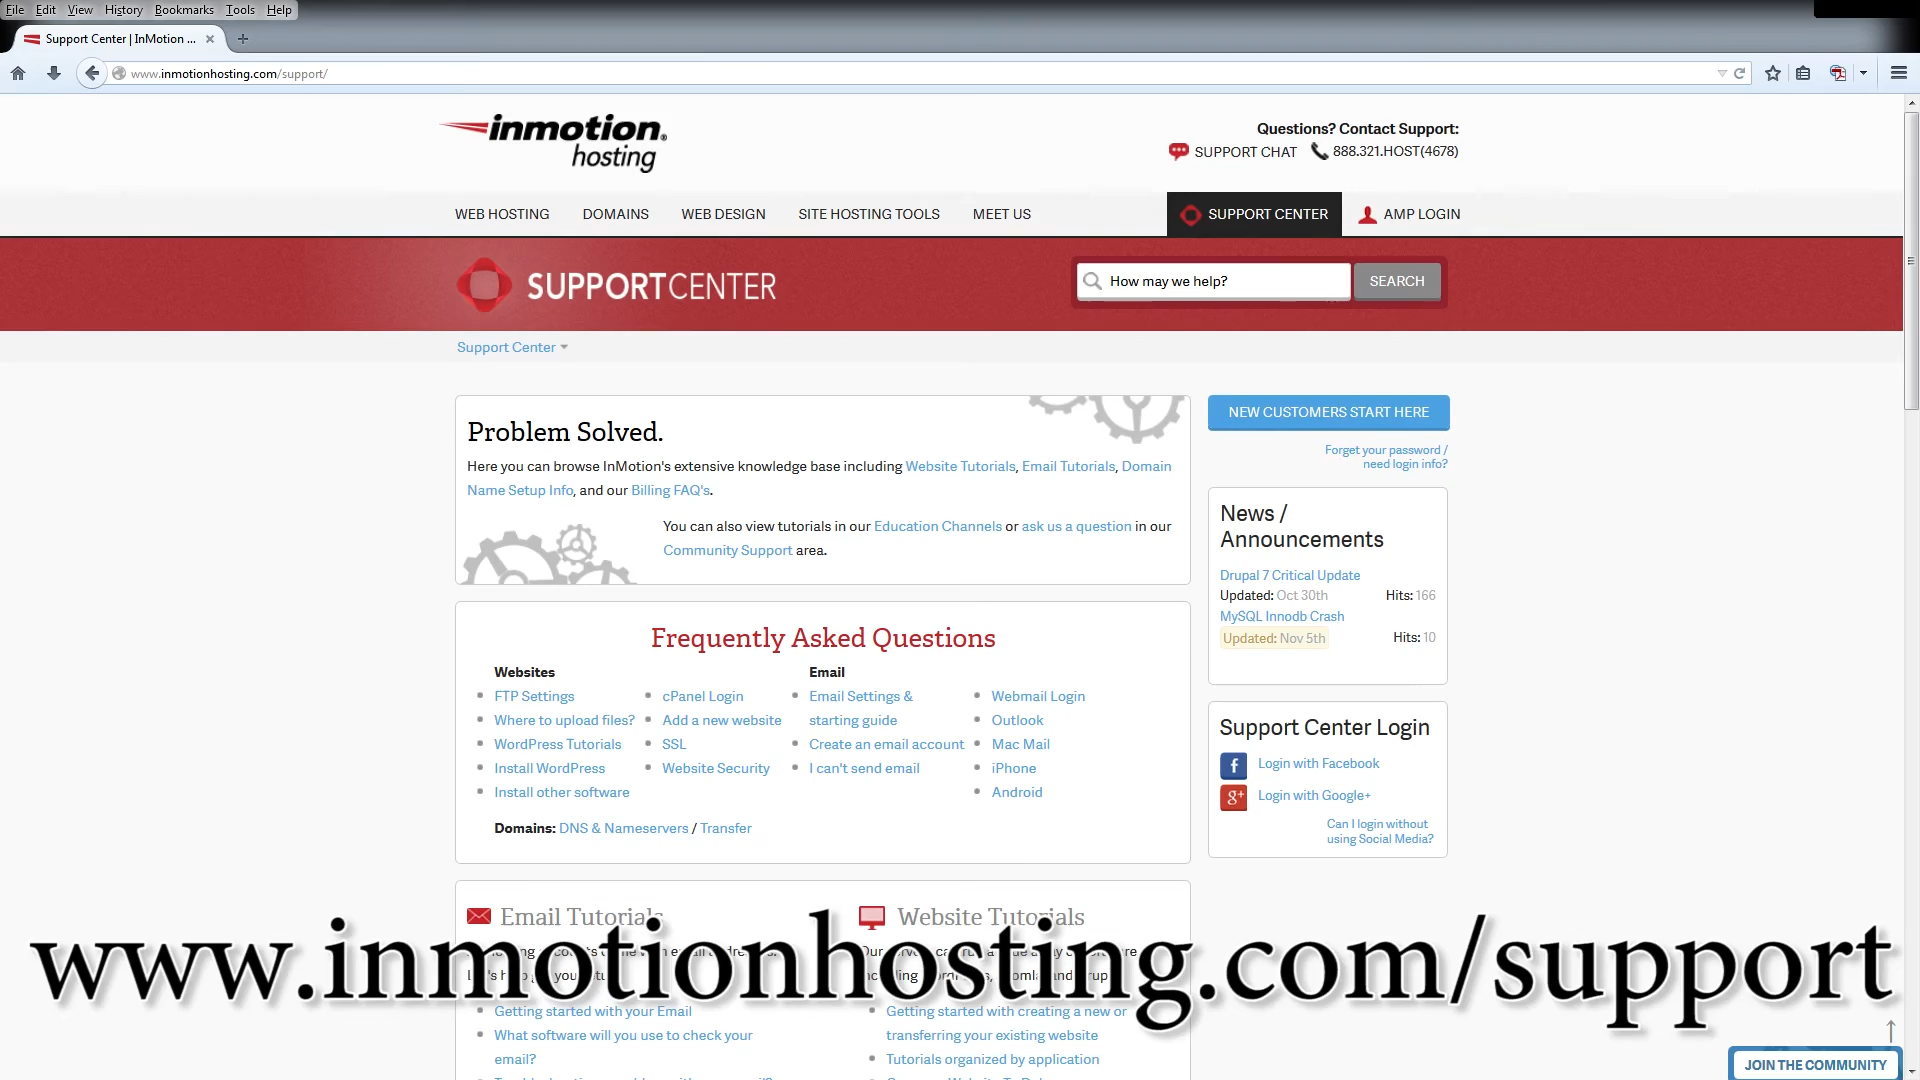 File Edit View History Bookmarks Tools Help
Support Center | InMotion ...
www.inmotionhosting.com/support/
inmotion®
hosting
Questions? Contact Support:
SUPPORT CHAT 888.321.HOST(4678)
WEB HOSTING DOMAINS WEB DESIGN SITE HOSTING TOOLS MEET US SUPPORT CENTER AMP LOGIN
SUPPORTCENTER
How may we help? SEARCH
Support Center
Problem Solved.
Here you can browse InMotion's extensive knowledge base including Website Tutorials, Email Tutorials, Domain
Name Setup Info, and our Billing FAQ's.
You can also view tutorials in our Education Channels or ask us a question in our
Community Support area.
NEW CUSTOMERS START HERE
Forget your password /
need login info?
News /
Announcements
Drupal 7 Critical Update
Updated: Oct 30th Hits: 166
MySQL Innodb Crash
Updated: Nov 5th Hits: 10
Frequently Asked Questions
Websites
FTP Settings
Where to upload files?
WordPress Tutorials
Install WordPress
Install other software
cPanel Login
Add a new website
SSL
Website Security
Email
Email Settings &
starting guide
Create an email account
I can't send email
Webmail Login
Outlook
Mac Mail
iPhone
Android
Domains: DNS & Nameservers / Transfer
Support Center Login
Login with Facebook
Login with Google+
Can I login without
using Social Media?
Email Tutorials
Getting started with your Email
What software will you use to check your
email?
Website Tutorials
Getting started with creating a new or
transferring your existing website
Tutorials organized by application
www.inmotionhosting.com/support
JOIN THE COMMUNITY